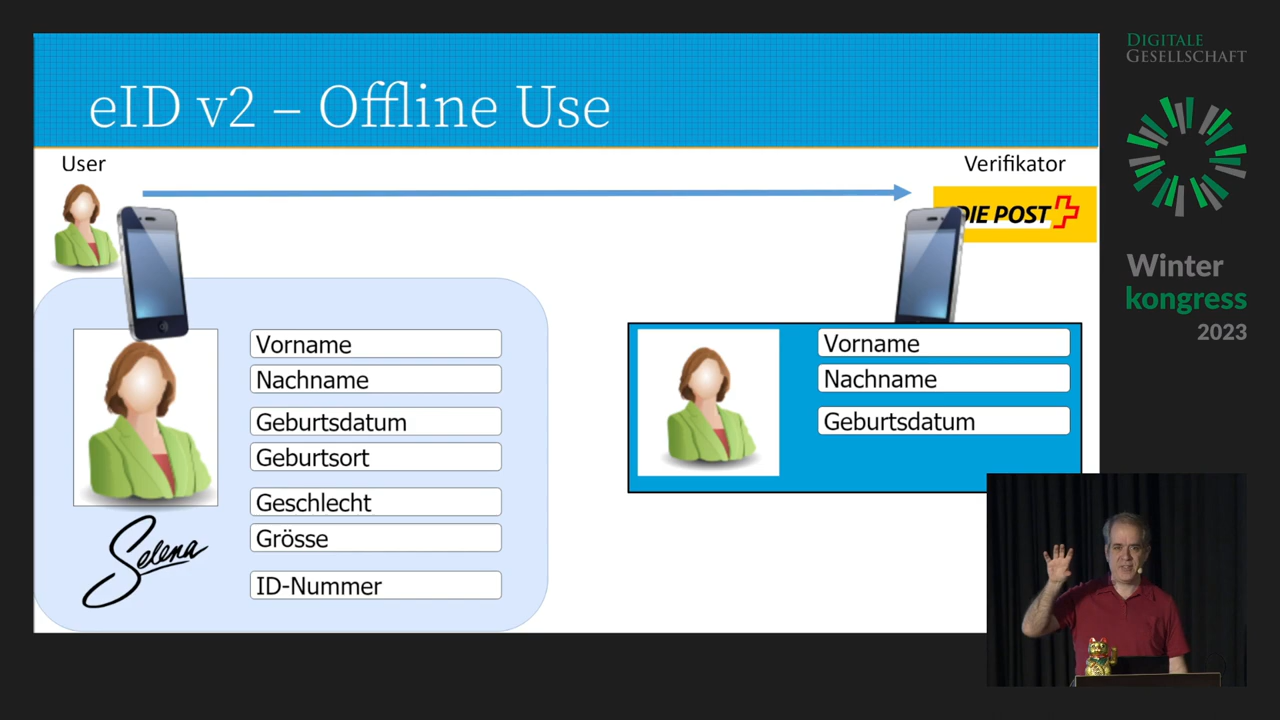 eID v2 – Offline Use
User
Verifikator
DIE POST
Vorname
Nachname
Geburtsdatum
Geburtsort
Geschlecht
Grösse
ID-Nummer
Selena
Vorname
Nachname
Geburtsdatum
DIGITALE
GESELLSCHAFT
Winter
kongress
2023